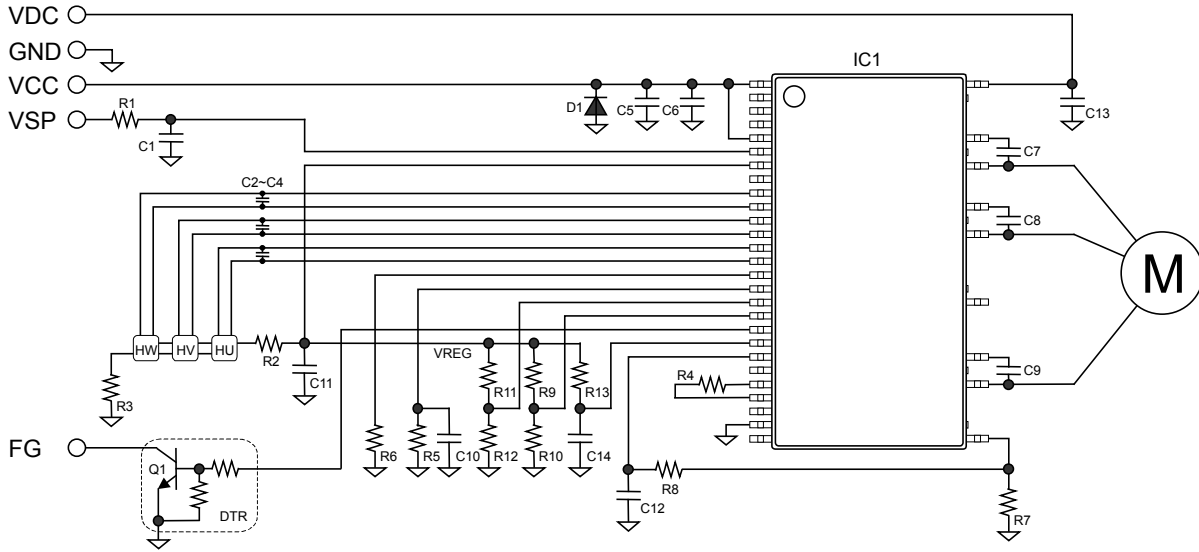 VDC
GND
VCC
VSP
R1
C1
D1
C5
C6
IC1
C13
C7
C8
C9
M
C2~C4
HW
HV
HU
R2
VREG
C11
R3
R11
R9
R13
R4
R6
R5
C10
R12
R10
C14
FG
Q1
DTR
R8
C12
R7